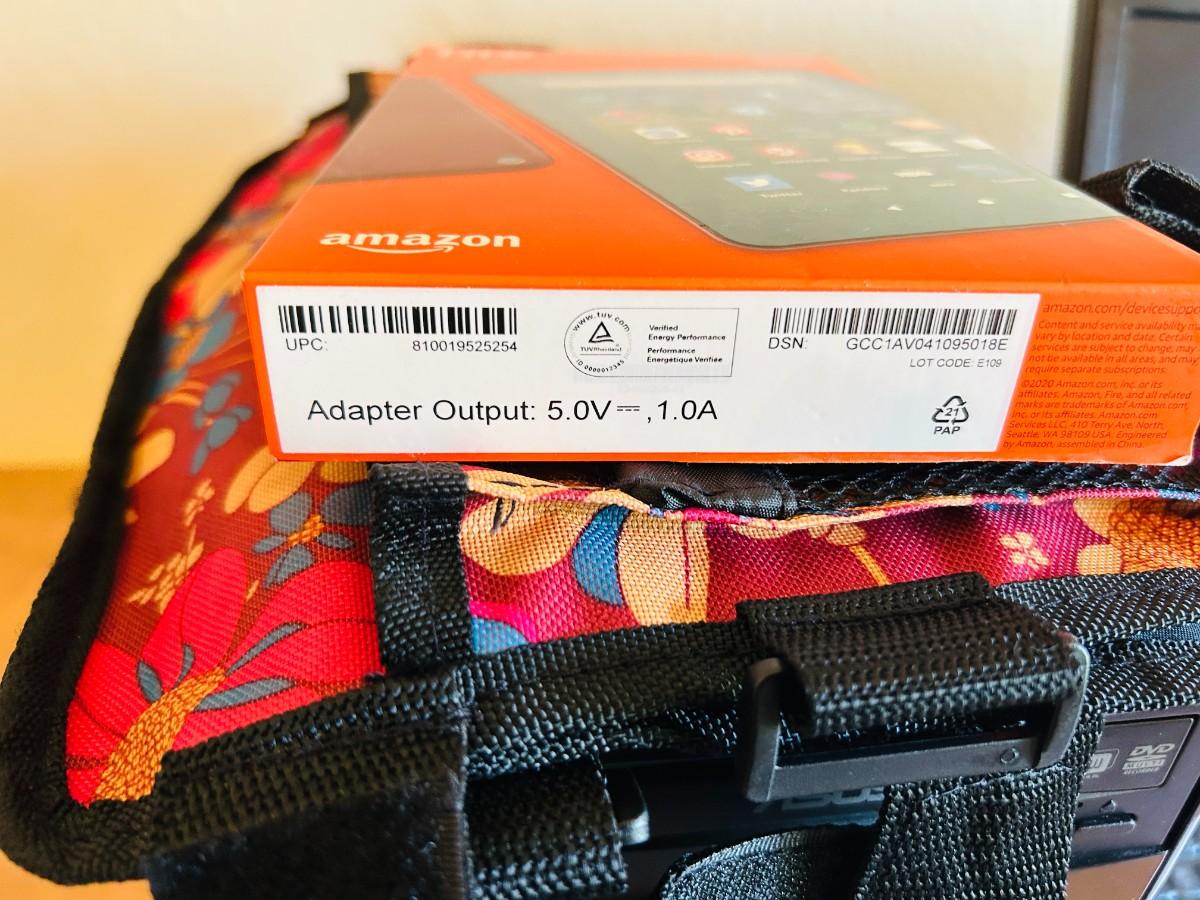 amazon
UPC:
810019525254
www.tuv.com
TÜVRheinland
ID 0000012345
Verified
Energy Performance
Performance
Energétique Verifiée
DSN:
GCC1AV041095018E
LOT CODE: E109
Adapter Output: 5.0V⎓,1.0A
21
PAP
amazon.com/devicesuppo
Content and service availability
vary by location and date. Certain
services are subject to change, may
not be available in all areas, and may
require separate subscriptions.
©2020 Amazon.com, Inc. or its
affiliates. Amazon, Fire, and all related
marks are trademarks of Amazon.com,
Inc. or its affiliates. Amazon.com
Services LLC, 410 Terry Ave. North,
Seattle, WA 98109 USA. Engineered
by Amazon, assembled in China.
DVD
MULTI
RECORDER